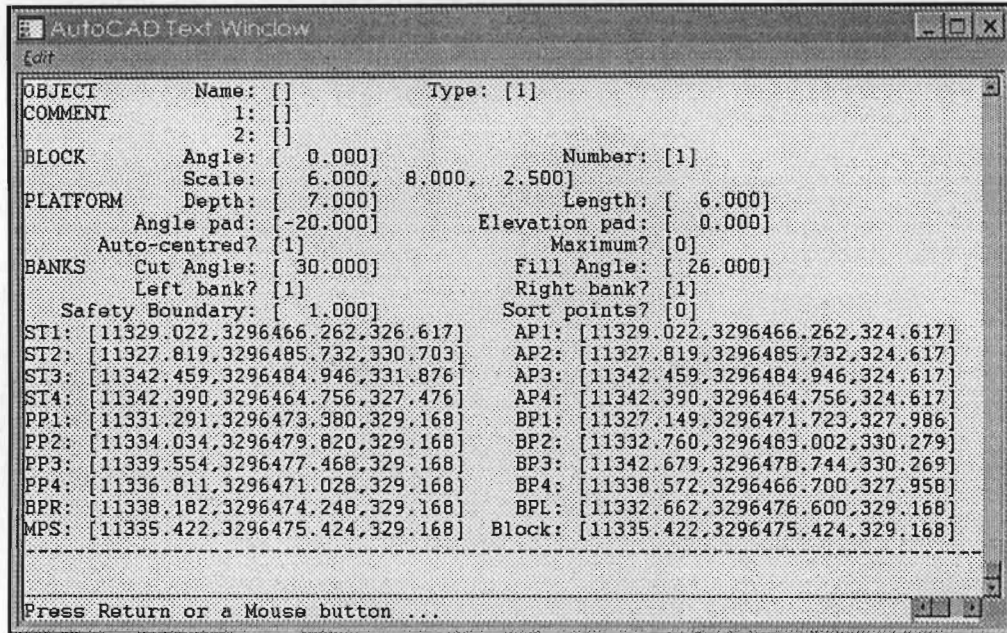 AutoCAD Text Window
Edit
OBJECT Name: [] Type: [1]
COMMENT 1: []
2: []
BLOCK Angle: [ 0.000] Number: [1]
Scale: [ 6.000, 8.000, 2.500]
PLATFORM Depth: [ 7.000] Length: [ 6.000]
Angle pad: [-20.000] Elevation pad: [ 0.000]
Auto-centred? [1] Maximum? [0]
BANKS Cut Angle: [ 30.000] Fill Angle: [ 26.000]
Left bank? [1] Right bank? [1]
Safety Boundary: [ 1.000] Sort points? [0]
ST1: [11329.022,3296466.262,326.617] AP1: [11329.022,3296466.262,324.617]
ST2: [11327.819,3296485.732,330.703] AP2: [11327.819,3296485.732,324.617]
ST3: [11342.459,3296484.946,331.876] AP3: [11342.459,3296484.946,324.617]
ST4: [11342.390,3296464.756,327.476] AP4: [11342.390,3296464.756,324.617]
PP1: [11331.291,3296473.380,329.168] BP1: [11327.149,3296471.723,327.986]
PP2: [11334.034,3296479.820,329.168] BP2: [11332.760,3296483.002,330.279]
PP3: [11339.554,3296477.468,329.168] BP3: [11342.679,3296478.744,330.269]
PP4: [11336.811,3296471.028,329.168] BP4: [11338.572,3296466.700,327.958]
BPR: [11338.182,3296474.248,329.168] BPL: [11332.662,3296476.600,329.168]
MPS: [11335.422,3296475.424,329.168] Block: [11335.422,3296475.424,329.168]
Press Return or a Mouse button ...